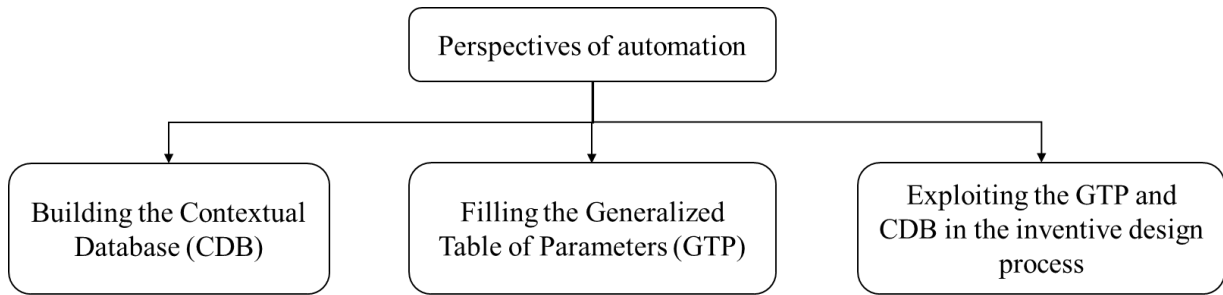 Perspectives of automation
Building the Contextual
Database (CDB)
Filling the Generalized
Table of Parameters (GTP)
Exploiting the GTP and
CDB in the inventive design
process